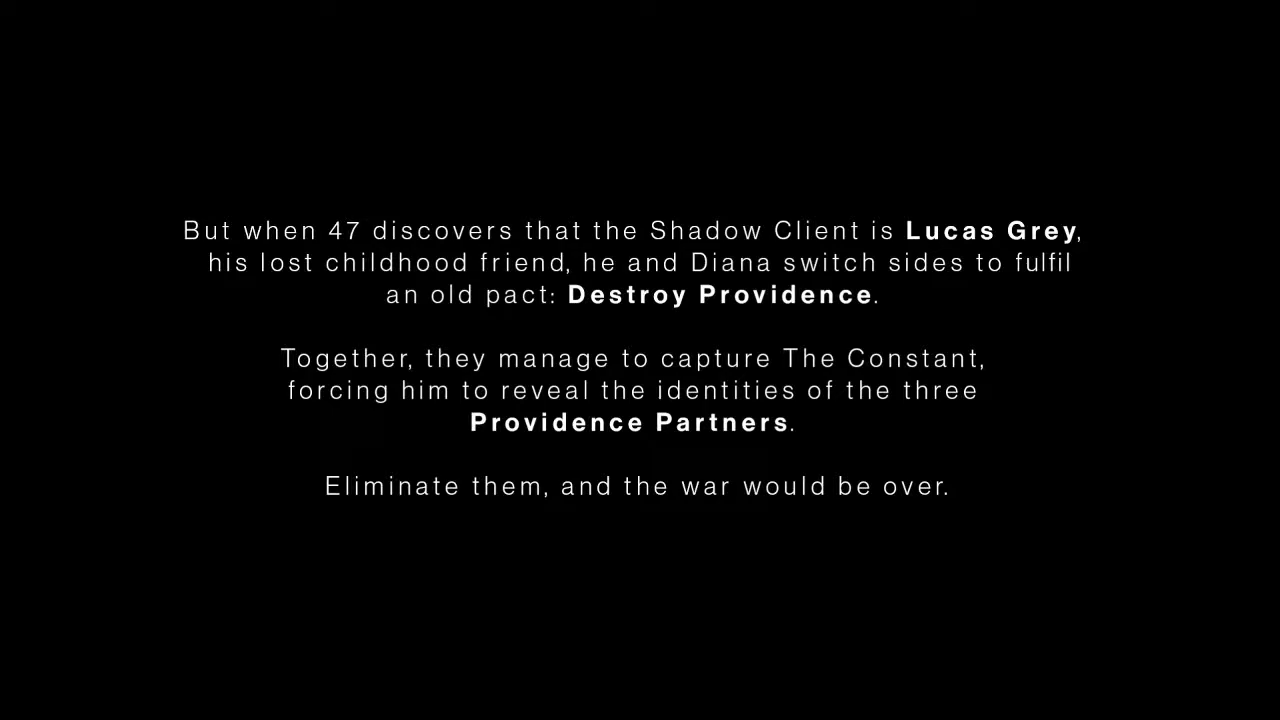 But when 47 discovers that the Shadow Client is Lucas Grey,
his lost childhood friend, he and Diana switch sides to fulfil
an old pact: Destroy Providence.
Together, they manage to capture The Constant,
forcing him to reveal the identities of the three
Providence Partners.
Eliminate them, and the war would be over.